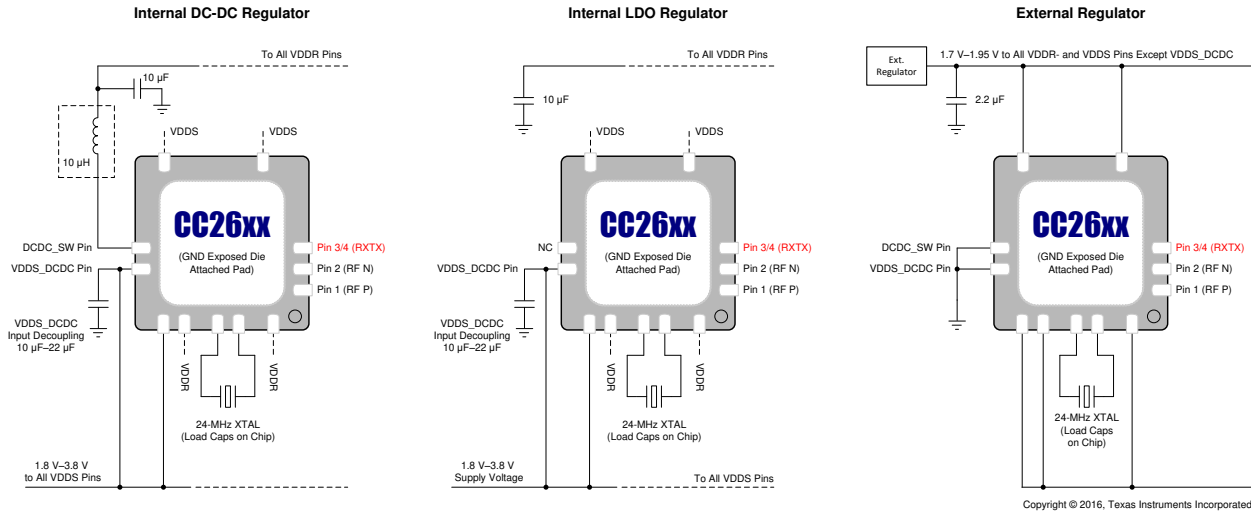 Internal DC-DC Regulator
To All VDDR Pins
10 µF
10 µH
VDDS
VDDS
CC26xx
(GND Exposed Die
Attached Pad)
DCDC_SW Pin
VDDS_DCDC Pin
Pin 3/4 (RXTX)
Pin 2 (RF N)
Pin 1 (RF P)
VDDS_DCDC
Input Decoupling
10 µF–22 µF
VDDR
VDDR
24-MHz XTAL
(Load Caps on Chip)
1.8 V–3.8 V
to All VDDS Pins
Internal LDO Regulator
To All VDDR Pins
10 µF
VDDS
VDDS
CC26xx
(GND Exposed Die
Attached Pad)
NC
VDDS_DCDC Pin
Pin 3/4 (RXTX)
Pin 2 (RF N)
Pin 1 (RF P)
VDDS_DCDC
Input Decoupling
10 µF–22 µF
VDDR
VDDR
24-MHz XTAL
(Load Caps on Chip)
1.8 V–3.8 V
Supply Voltage
To All VDDS Pins
External Regulator
Ext.
Regulator
1.7 V–1.95 V to All VDDR- and VDDS Pins Except VDDS_DCDC
2.2 µF
CC26xx
(GND Exposed Die
Attached Pad)
DCDC_SW Pin
VDDS_DCDC Pin
Pin 3/4 (RXTX)
Pin 2 (RF N)
Pin 1 (RF P)
24-MHz XTAL
(Load Caps
on Chip)
Copyright © 2016, Texas Instruments Incorporated